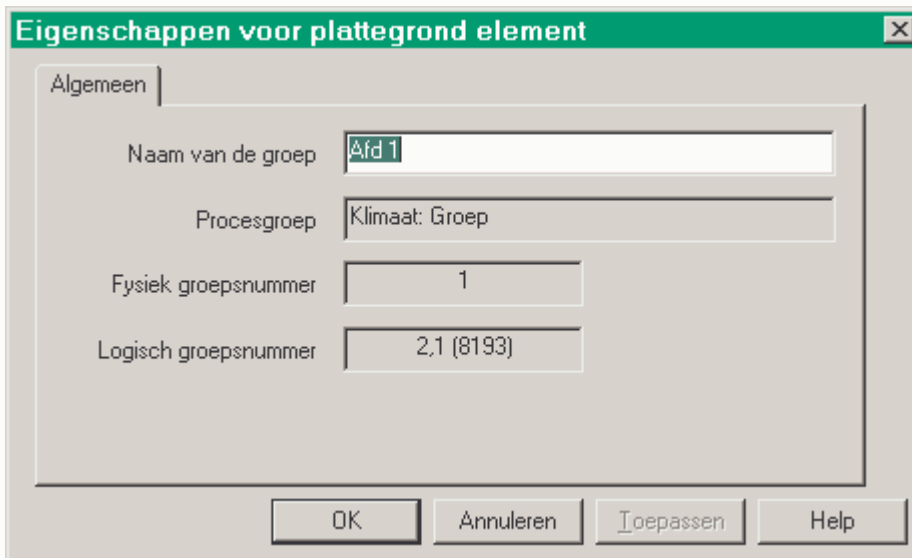 Eigenschappen voor plattegrond element
Algemeen
Naam van de groep Afd 1
Procesgroep Klimaat: Groep
Fysiek groepsnummer 1
Logisch groepsnummer 2,1 (8193)
OK Annuleren Toepassen Help